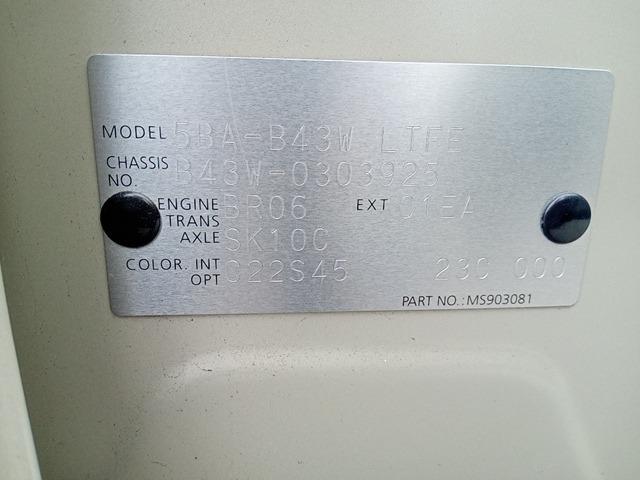 MODEL 5BA-B43W LTFE
CHASSIS NO. B43W-0303925
ENGINE BR06 EXT 01EA
TRANS AXLE SK10C
COLOR. INT OPT C22S45 23C 000
PART NO.:MS903081